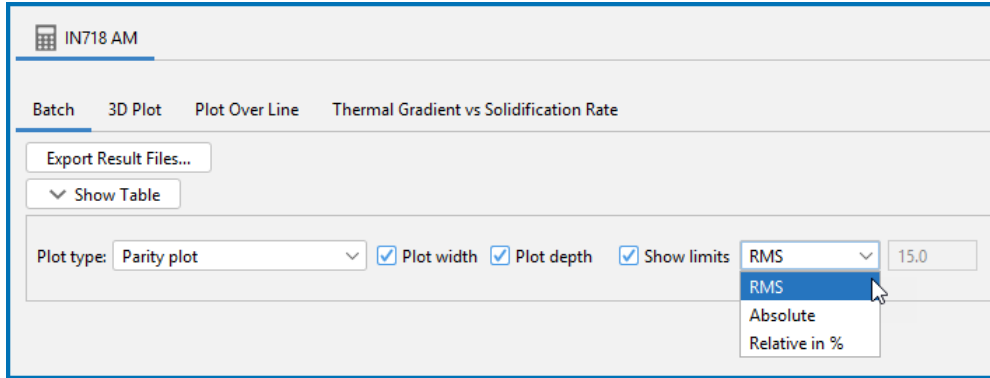 IN718 AM
Batch 3D Plot Plot Over Line Thermal Gradient vs Solidification Rate
Export Result Files...
Show Table
Plot type: Parity plot Plot width Plot depth Show limits RMS 15.0
RMS
Absolute
Relative in %